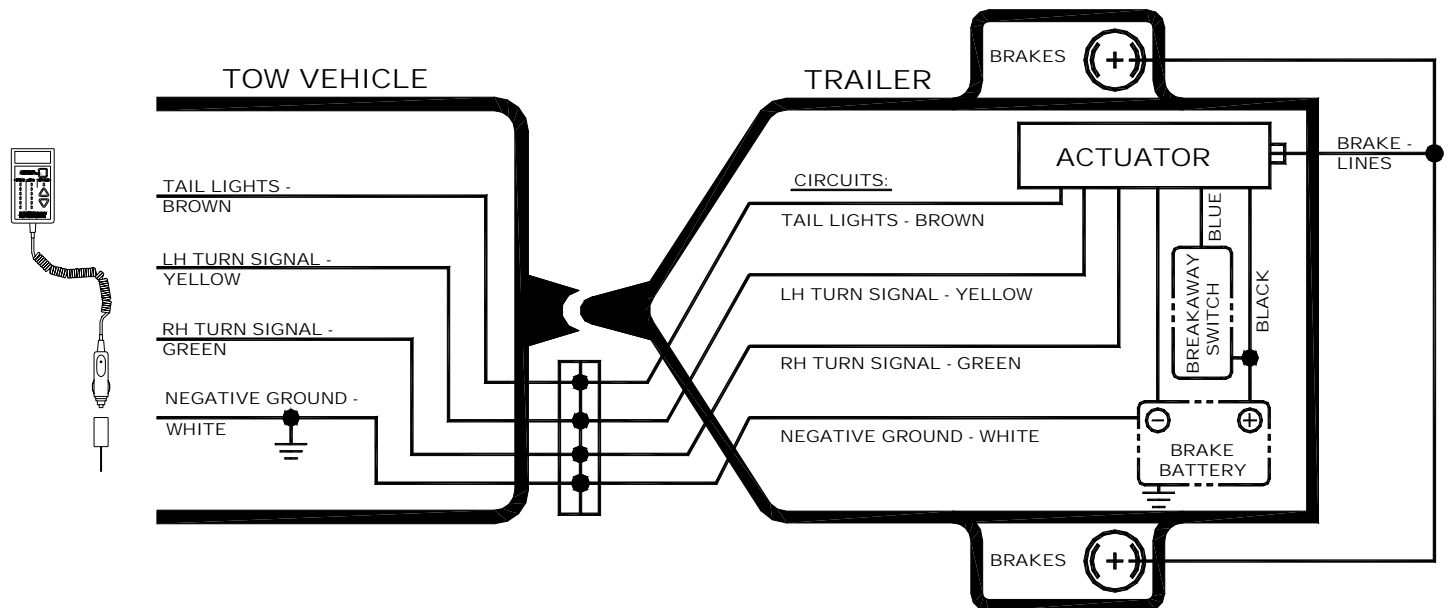 TOW VEHICLE
TRAILER
BRAKES
TAIL LIGHTS -
BROWN
LH TURN SIGNAL -
YELLOW
RH TURN SIGNAL -
GREEN
NEGATIVE GROUND -
WHITE
CIRCUITS:
TAIL LIGHTS - BROWN
LH TURN SIGNAL - YELLOW
RH TURN SIGNAL - GREEN
NEGATIVE GROUND - WHITE
ACTUATOR
BRAKE -
LINES
BLUE
BREAKAWAY
SWITCH
BLACK
BRAKE
BATTERY
BRAKES